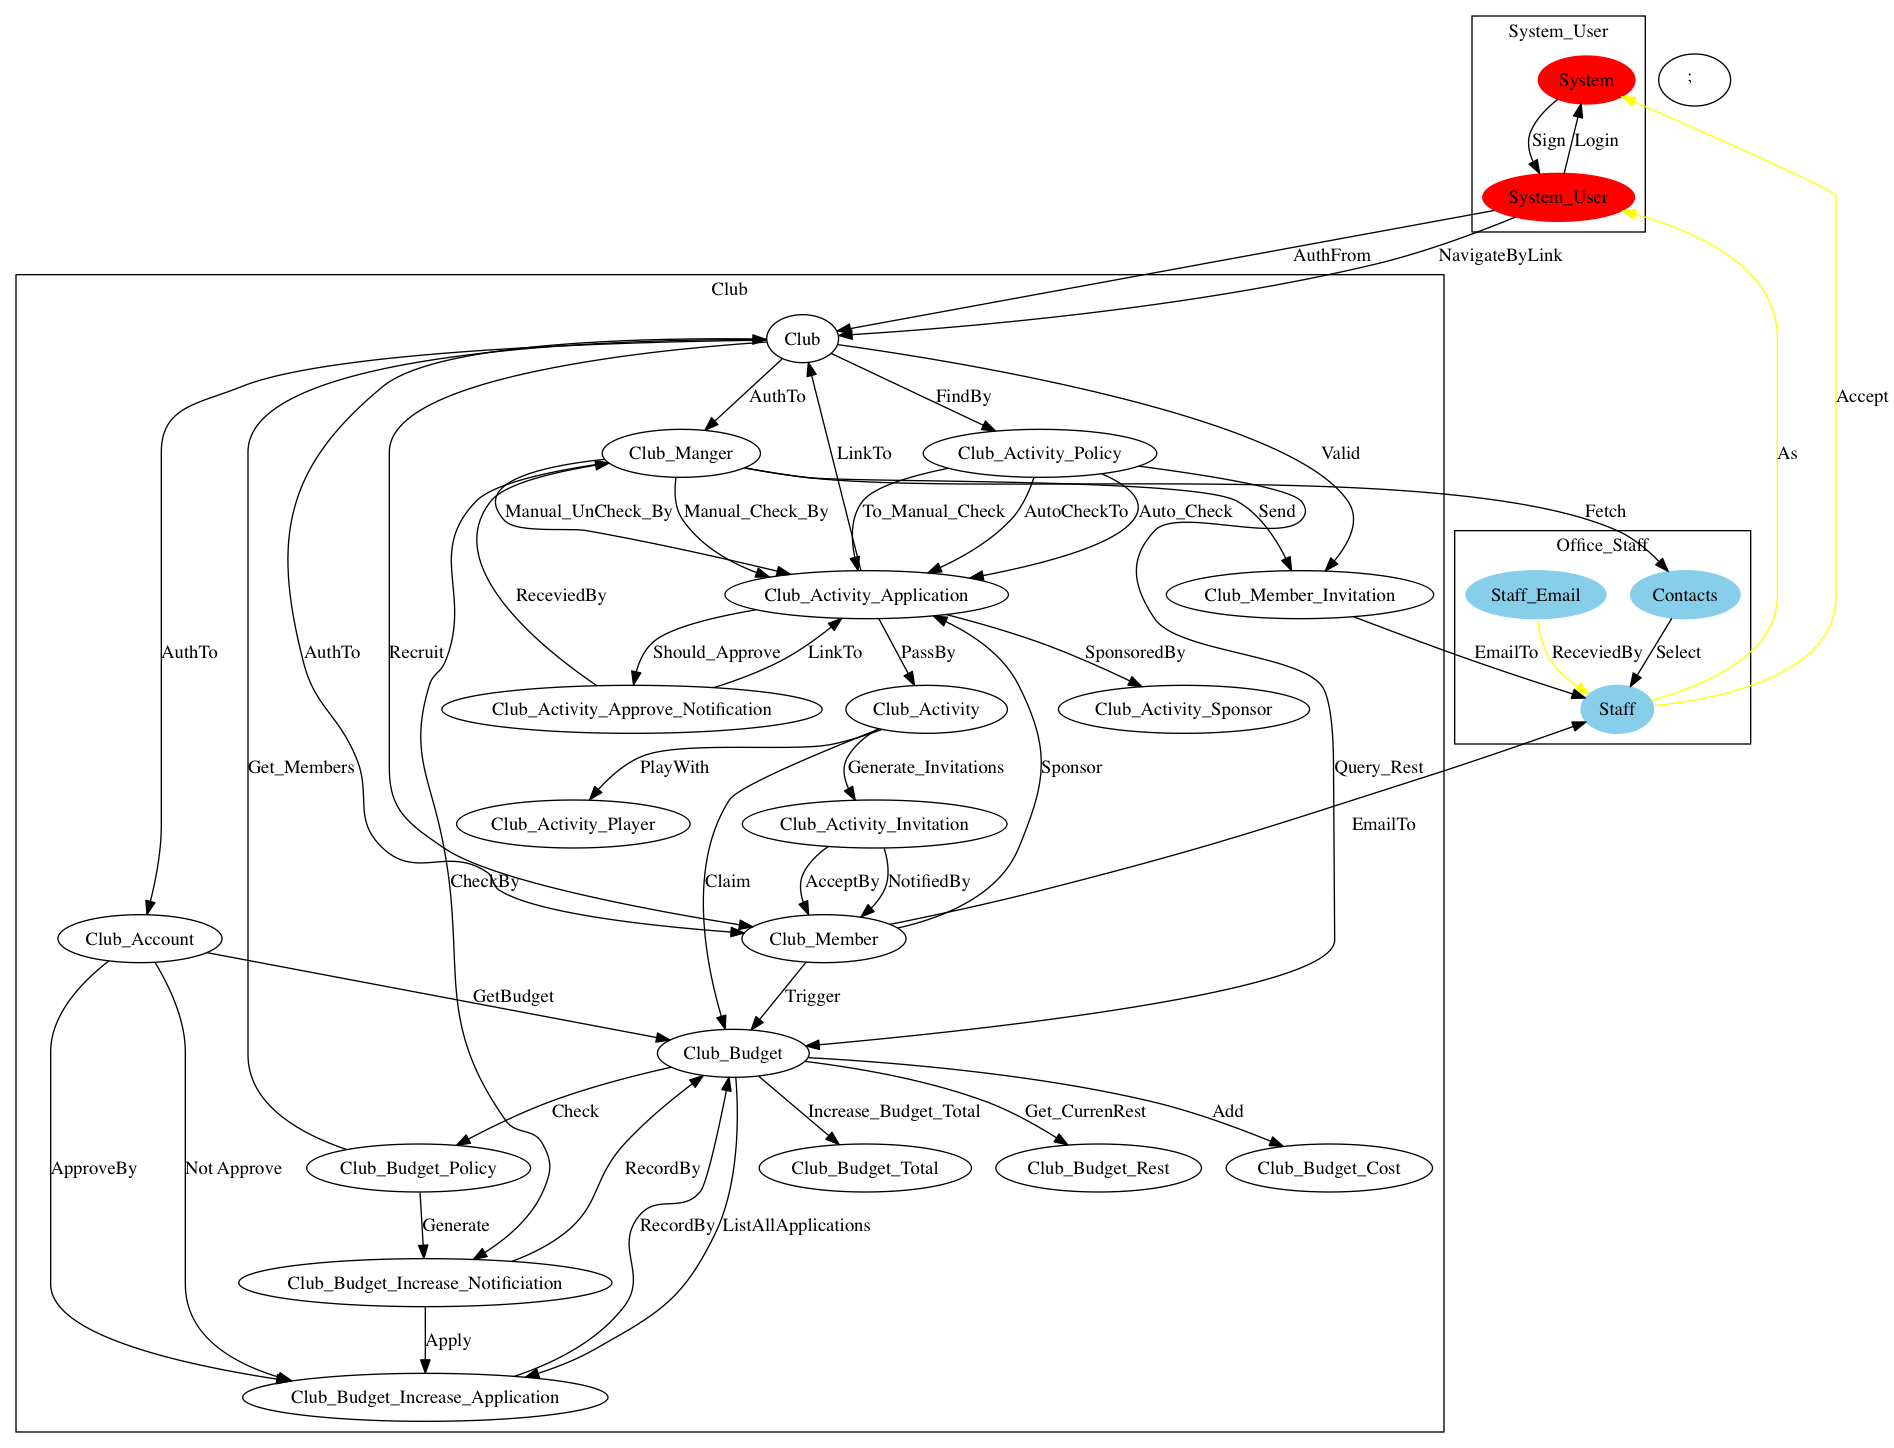 System_User
System
;
Sign
Login
System_User
AuthFrom
NavigateByLink
Club
Club
AuthTo
FindBy
Accept
Club_Manger
LinkTo
Club_Activity_Policy
Valid
As
Manual_UnCheck_By
Manual_Check_By
To_Manual_Check
AutoCheckTo
Auto_Check
Send
Fetch
Office_Staff
ReceviedBy
Club_Activity_Application
Club_Member_Invitation
Staff_Email
Contacts
AuthTo
AuthTo
Recruit
Should_Approve
LinkTo
PassBy
SponsoredBy
EmailTo
ReceviedBy
Select
Club_Activity_Approve_Notification
Club_Activity
Club_Activity_Sponsor
Staff
Get_Members
PlayWith
Generate_Invitations
Sponsor
Query_Rest
Club_Activity_Player
Club_Activity_Invitation
EmailTo
CheckBy
Claim
AcceptBy
NotifiedBy
Club_Account
Club_Member
GetBudget
Trigger
Club_Budget
Check
Increase_Budget_Total
Get_CurrenRest
Add
ApproveBy
Not Approve
Club_Budget_Policy
RecordBy
Club_Budget_Total
Club_Budget_Rest
Club_Budget_Cost
Generate
RecordBy
ListAllApplications
Club_Budget_Increase_Notificiation
Apply
Club_Budget_Increase_Application